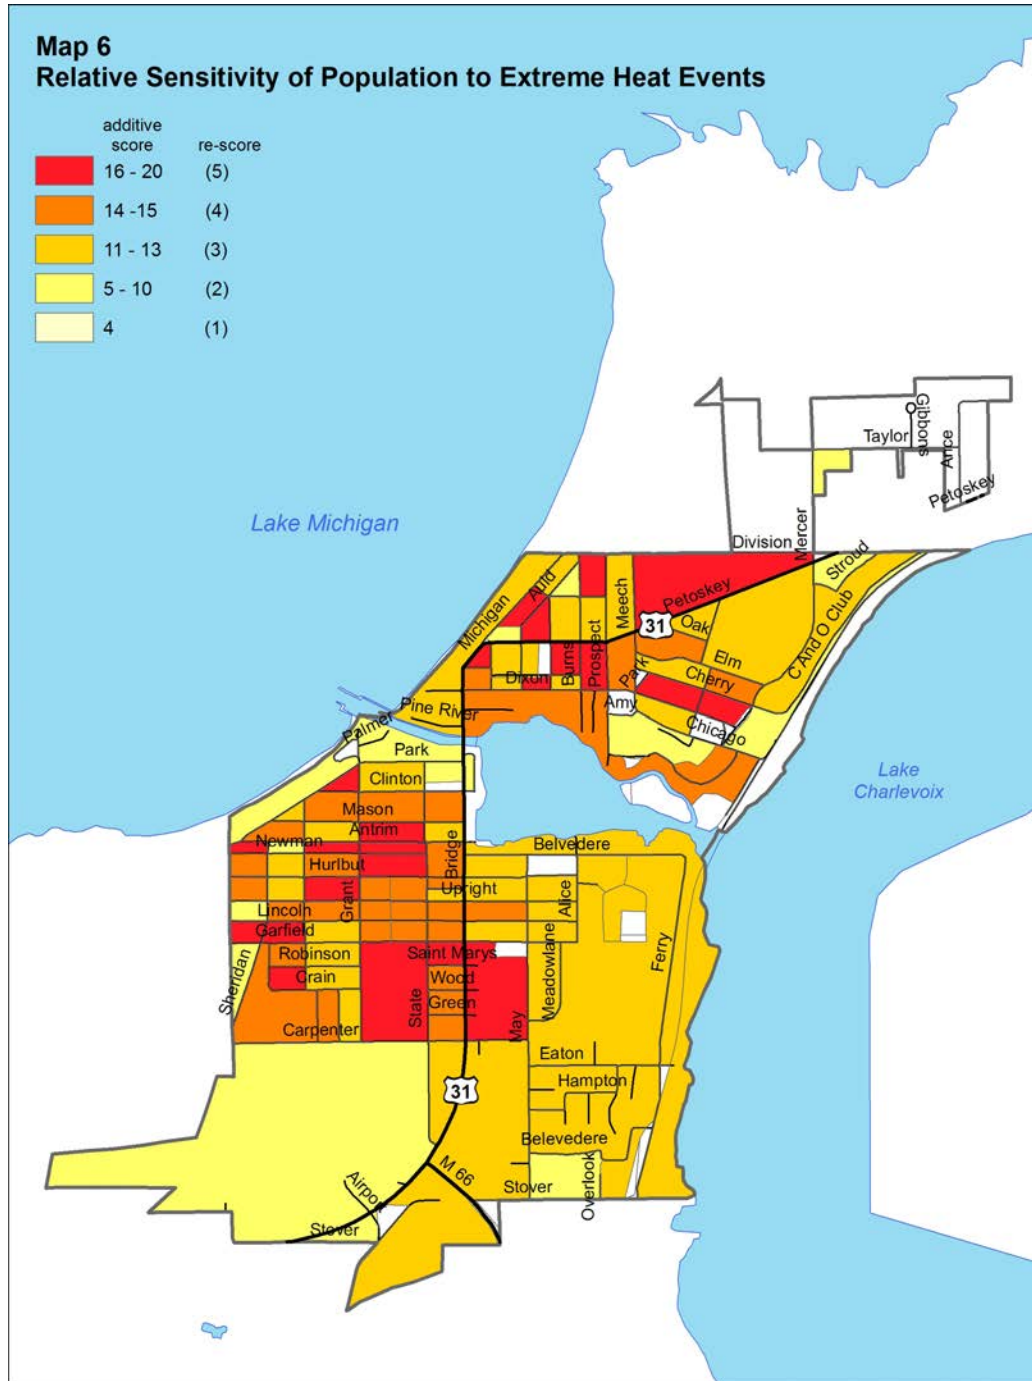 Map 6
Relative Sensitivity of Population to Extreme Heat Events
additive
score re-score
16 - 20 (5)
14 -15 (4)
11 - 13 (3)
5 - 10 (2)
4 (1)
Gibbons
Taylor
Ance
Petoskey
Lake Michigan
Mercer
Division
Stroud
Auld
Petoskey
Michigan
Meech
31
Oak
C And O Club
Elm
Burns
Prospect
Dixon
Park
Cherry
Amy
Pine River
Palmer
Chicago
Park
Lake
Charlevoix
Clinton
Mason
Antrim
Newman
Bridge
Belvedere
Hurlbut
Grant
Upright
Alice
Lincoln
Garfield
Robinson
Saint Marys
Ferry
Sheridan
Crain
Wood
Meadowlane
State
Green
May
Carpenter
Eaton
31
Hampton
Belevedere
M 66
Airport
Stover
Overlook
Stover